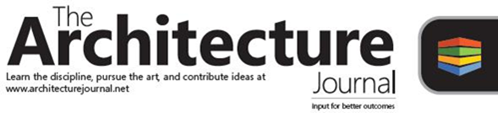 The
Architecture
Learn the discipline, pursue the art, and contribute ideas at
www.architecturejournal.net
Journal
input for better outcomes